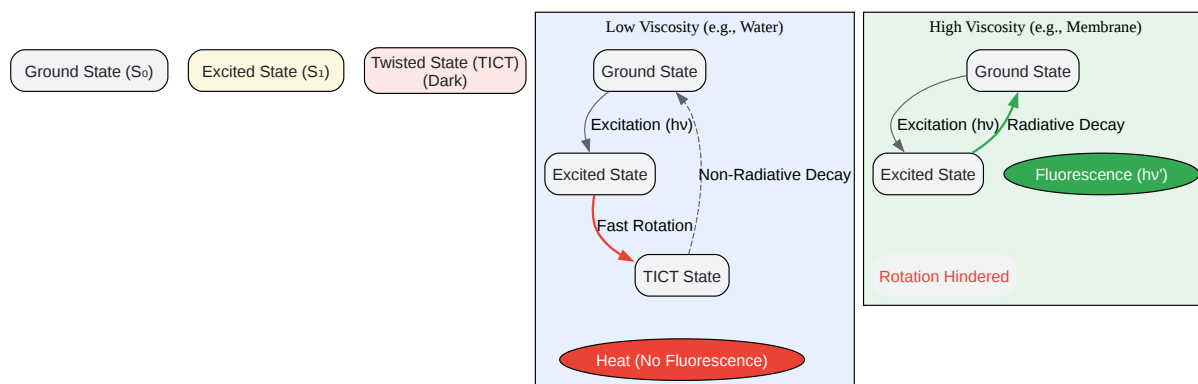 Ground State (S₀)
Excited State (S₁)
Twisted State (TICT)
(Dark)
Low Viscosity (e.g., Water)
Ground State
Excitation (hν)
Excited State
Non-Radiative Decay
Fast Rotation
TICT State
Heat (No Fluorescence)
High Viscosity (e.g., Membrane)
Ground State
Excitation (hν)
Radiative Decay
Excited State
Fluorescence (hν')
Rotation Hindered